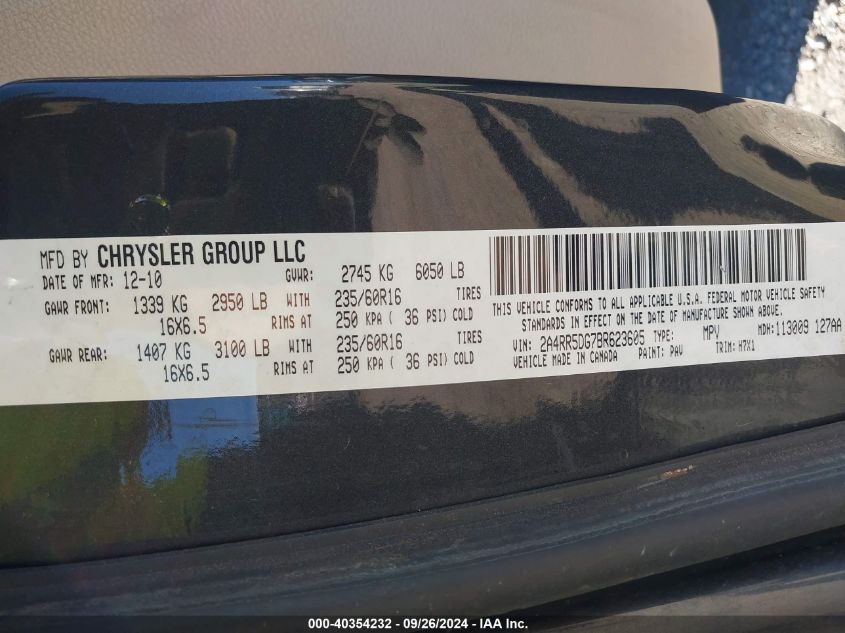 MFD BY CHRYSLER GROUP LLC
DATE OF MFR: 12-10 GVWR: 2745 KG 6050 LB
GAWR FRONT: 1339 KG 2950 LB WITH 235/60R16 TIRES
16X6.5 RIMS AT 250 KPA ( 36 PSI) COLD
GAWR REAR: 1407 KG 3100 LB WITH 235/60R16 TIRES
16X6.5 RIMS AT 250 KPA ( 36 PSI) COLD
THIS VEHICLE CONFORMS TO ALL APPLICABLE U.S.A. FEDERAL MOTOR VEHICLE SAFETY
STANDARDS IN EFFECT ON THE DATE OF MANUFACTURE SHOWN ABOVE.
VIN: 2A4RR5DG7BR623605 TYPE: MPV MDH: 113009 127AA
VEHICLE MADE IN CANADA PAINT: PAV TRIM: H7X1
000-40354232 - 09/26/2024 - IAA Inc.